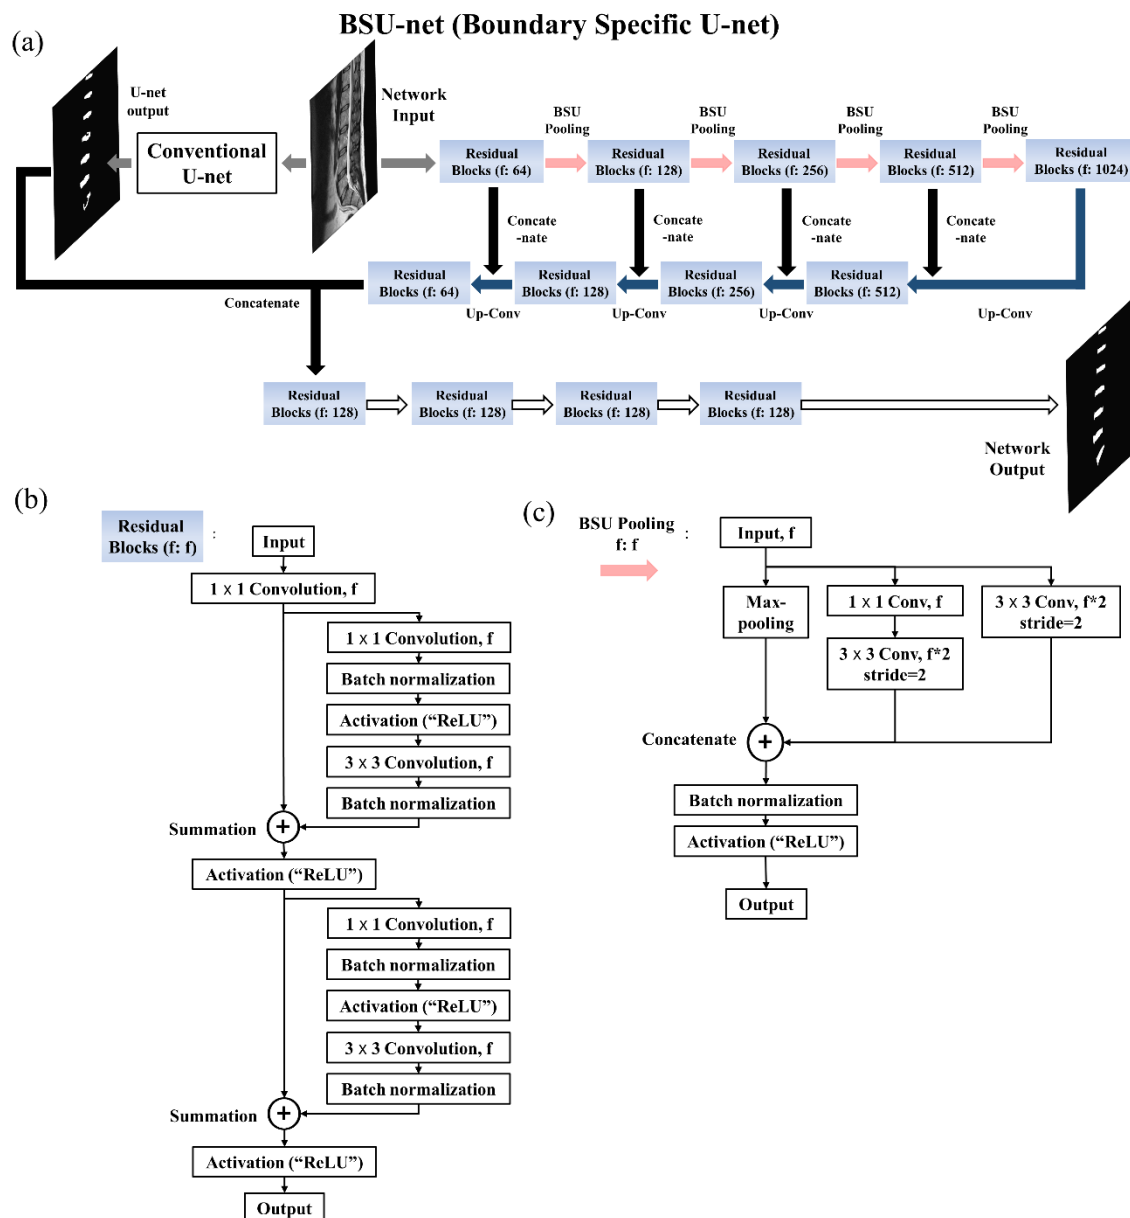 BSU-net (Boundary Specific U-net)
(a)
U-net
output
Conventional
U-net
Network
Input
BSU
Pooling
BSU
Pooling
BSU
Pooling
BSU
Pooling
Residual
Blocks (f: 64)
Residual
Blocks (f: 128)
Residual
Blocks (f: 256)
Residual
Blocks (f: 512)
Residual
Blocks (f: 1024)
Concate
-nate
Concate
-nate
Concate
-nate
Concate
-nate
Residual
Blocks (f: 64)
Residual
Blocks (f: 128)
Residual
Blocks (f: 256)
Residual
Blocks (f: 512)
Concatenate
Up-Conv
Up-Conv
Up-Conv
Up-Conv
Residual
Blocks (f: 128)
Residual
Blocks (f: 128)
Residual
Blocks (f: 128)
Residual
Blocks (f: 128)
Network
Output
(b)
Residual
Blocks (f: f)
:
Input
1 x 1 Convolution, f
1 x 1 Convolution, f
Batch normalization
Activation (“ReLU”)
3 x 3 Convolution, f
Batch normalization
Summation
+
Activation (“ReLU”)
1 x 1 Convolution, f
Batch normalization
Activation (“ReLU”)
3 x 3 Convolution, f
Batch normalization
Summation
+
Activation (“ReLU”)
Output
(c)
BSU Pooling
f: f
:
Input, f
Max-
pooling
1 x 1 Conv, f
3 x 3 Conv, f*2
stride=2
3 x 3 Conv, f*2
stride=2
Concatenate
+
Batch normalization
Activation (“ReLU”)
Output